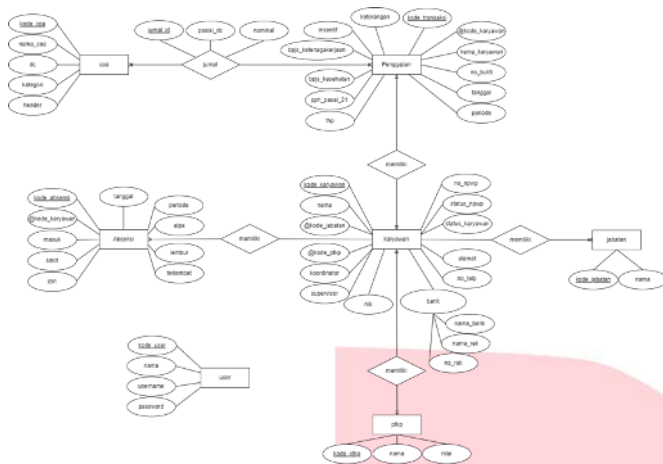 kode_coa
nama_coa
dc
kategori
header
coa
jurnal_id
posisi_dc
nominal
jurnal
insentif
keterangan
kode_transaksi
bpjs_ketenagakerjaan
bpjs_kesehatan
pph_pasal_21
thp
Penggajian
@kode_karyawan
nama_karyawan
no_bukti
tanggal
periode
memiliki
kode_absensi
@kode_karyawan
masuk
sakit
izin
tanggal
Absensi
periode
alpa
lembur
terlambat
memiliki
kode_karyawan
nama
@kode_jabatan
@kode_ptkp
koordinator
supervisor
nik
karyawan
no_npwp
status_npwp
status_karyawan
alamat
no_telp
bank
nama_bank
nama_rek
no_rek
memiliki
jabatan
kode_jabatan
nama
kode_user
nama
username
password
user
memiliki
ptkp
kode_ptkp
nama